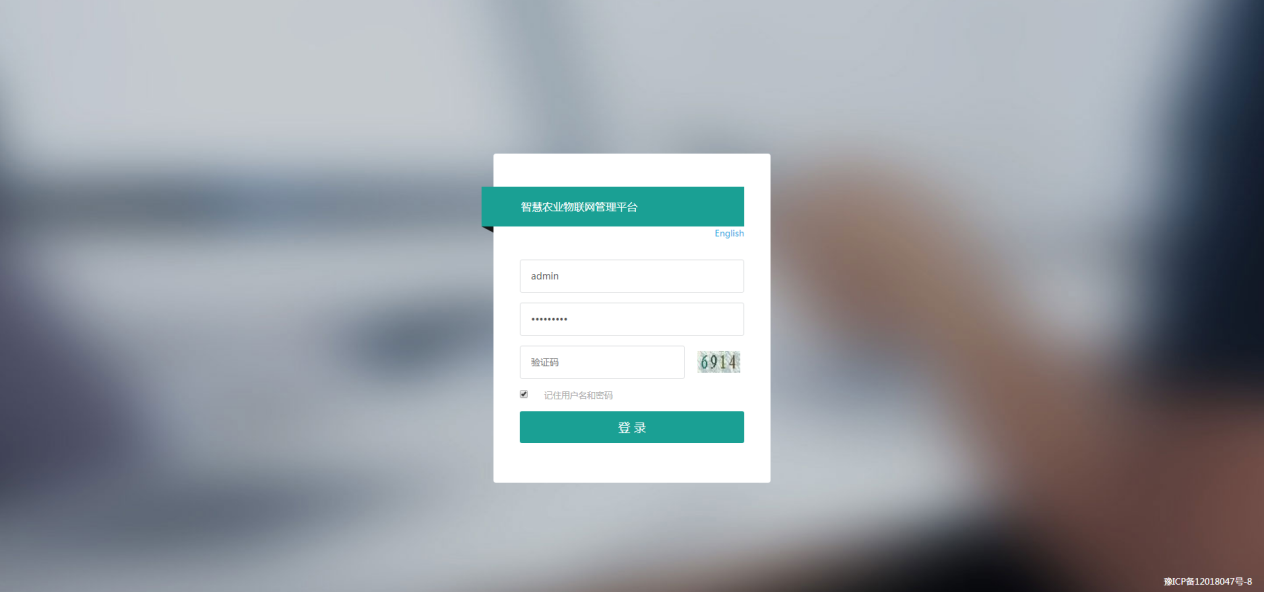 智慧农业物联网管理平台
English
admin
•••••••••
验证码
6914
记住用户名和密码
登 录
豫ICP备12018047号-8